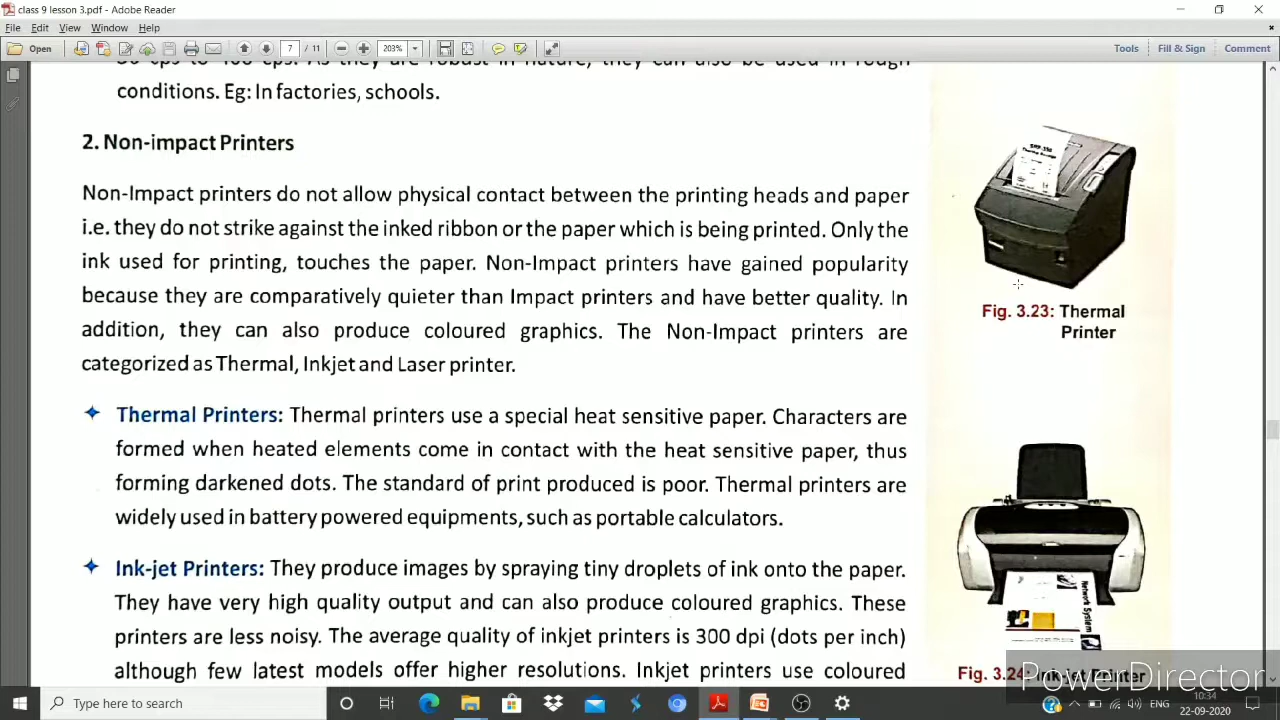 class 9 lesson 3.pdf - Adobe Acrobat Reader
File Edit View Window Help
Open 7 / 11 203% Tools Fill & Sign Comment
conditions. Eg: In factories, schools.
2. Non-impact Printers
Non-Impact printers do not allow physical contact between the printing heads and paper
i.e. they do not strike against the inked ribbon or the paper which is being printed. Only the
ink used for printing, touches the paper. Non-Impact printers have gained popularity
because they are comparatively quieter than Impact printers and have better quality. In
addition, they can also produce coloured graphics. The Non-Impact printers are
categorized as Thermal, Inkjet and Laser printer.
Thermal Printers: Thermal printers use a special heat sensitive paper. Characters are
formed when heated elements come in contact with the heat sensitive paper, thus
forming darkened dots. The standard of print produced is poor. Thermal printers are
widely used in battery powered equipments, such as portable calculators.
Ink-jet Printers: They produce images by spraying tiny droplets of ink onto the paper.
They have very high quality output and can also produce coloured graphics. These
printers are less noisy. The average quality of inkjet printers is 300 dpi (dots per inch)
although few latest models offer higher resolutions. Inkjet printers use coloured
Fig. 3.23: Thermal
Printer
Network System
Fig. 3.24: Ink-jet Printer
PowerDirector
Type here to search
ENG
10:34
22-09-2020